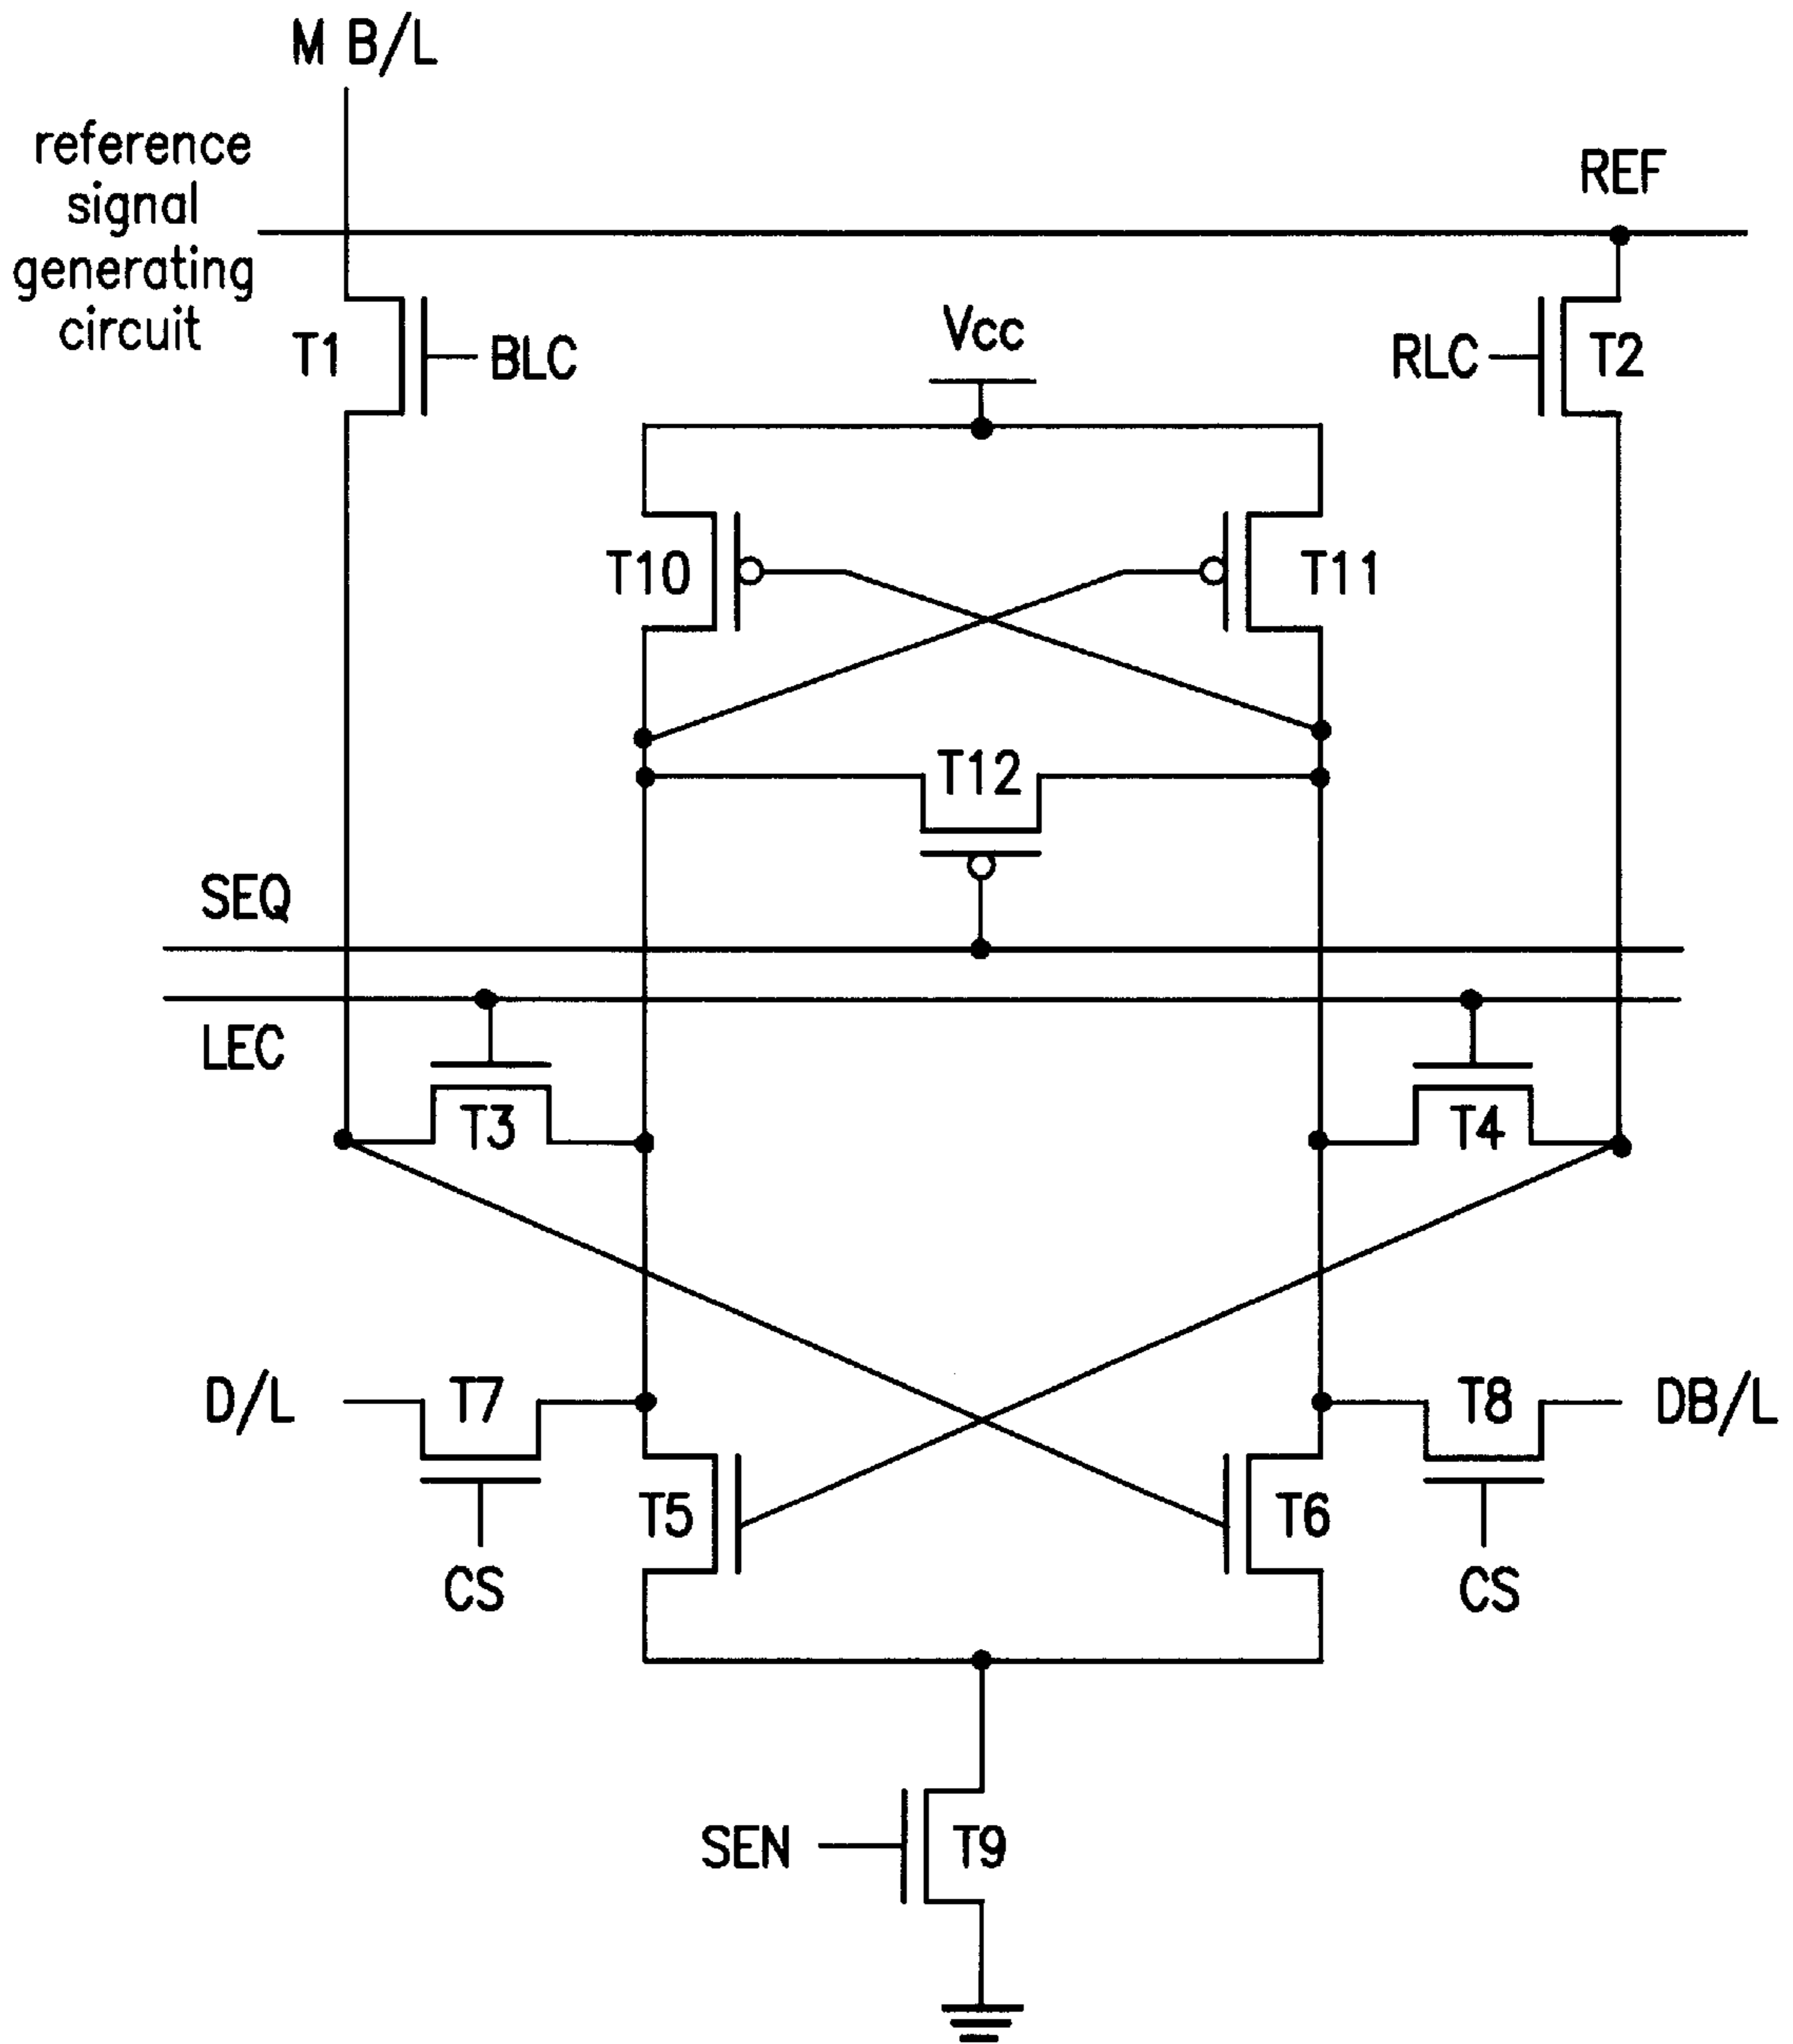 M B/L
reference
signal
generating
circuit
REF
T1
BLC
Vcc
RLC
T2
T10
T11
T12
SEQ
LEC
T3
T4
D/L
T7
T8
DB/L
T5
T6
CS
CS
SEN
T9